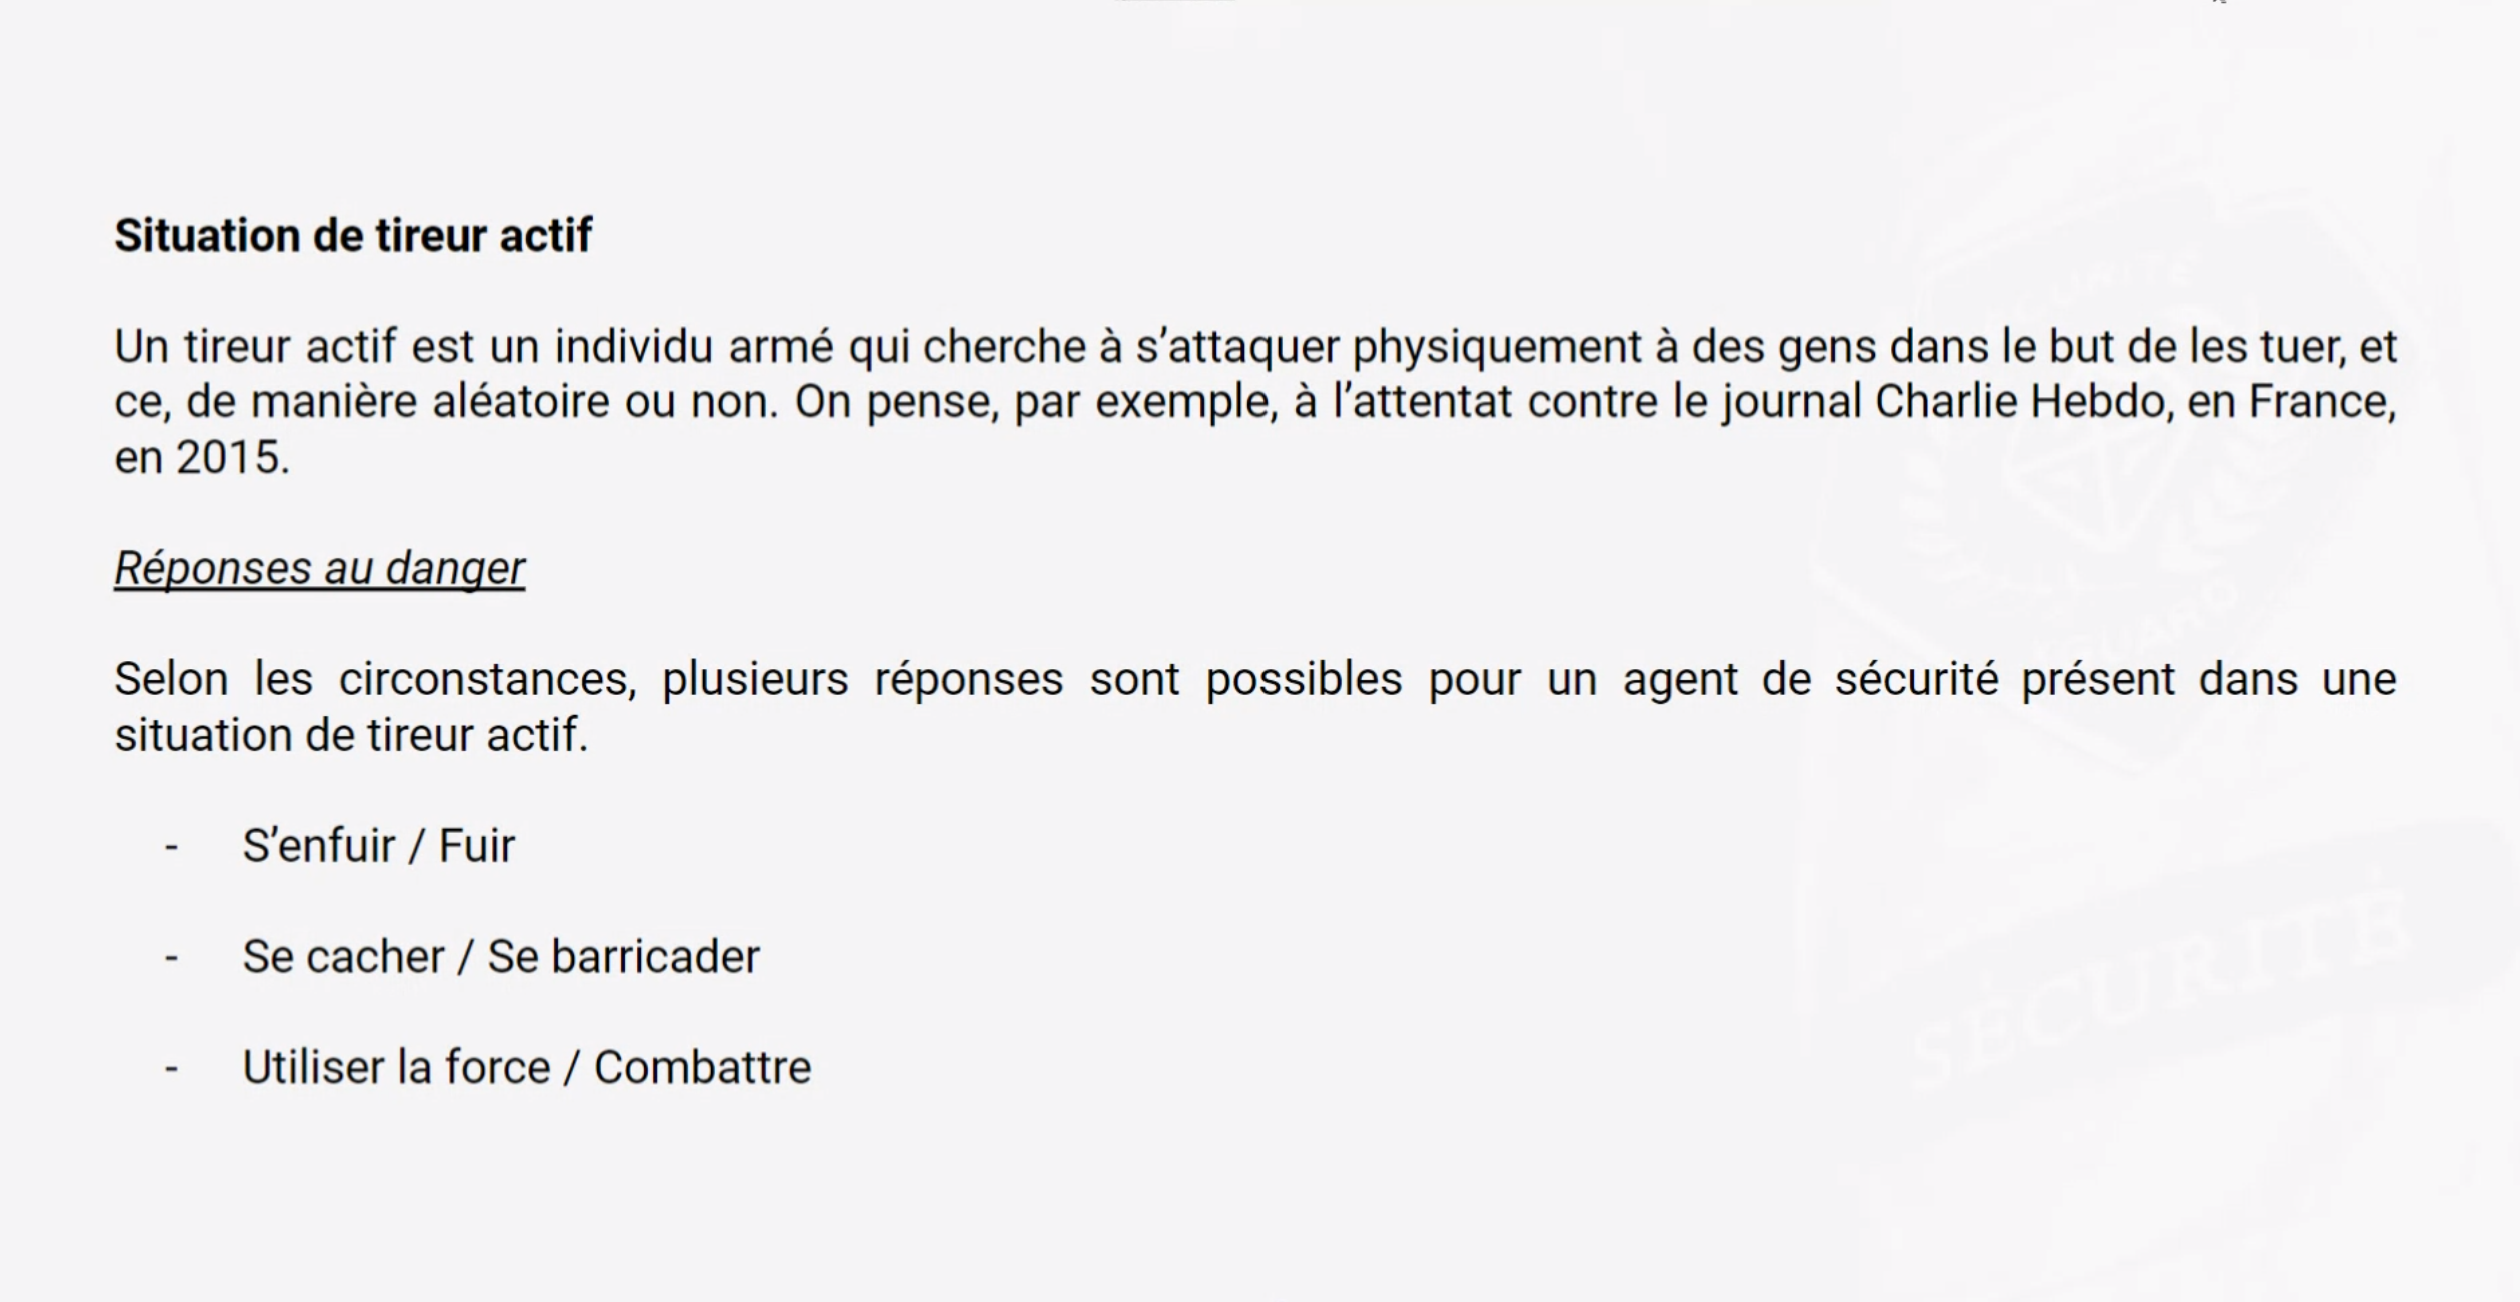 Situation de tireur actif
Un tireur actif est un individu armé qui cherche à s’attaquer physiquement à des gens dans le but de les tuer, et
ce, de manière aléatoire ou non. On pense, par exemple, à l’attentat contre le journal Charlie Hebdo, en France,
en 2015.
Réponses au danger
Selon les circonstances, plusieurs réponses sont possibles pour un agent de sécurité présent dans une
situation de tireur actif.
- S’enfuir / Fuir
- Se cacher / Se barricader
- Utiliser la force / Combattre
SÉCURITÉ